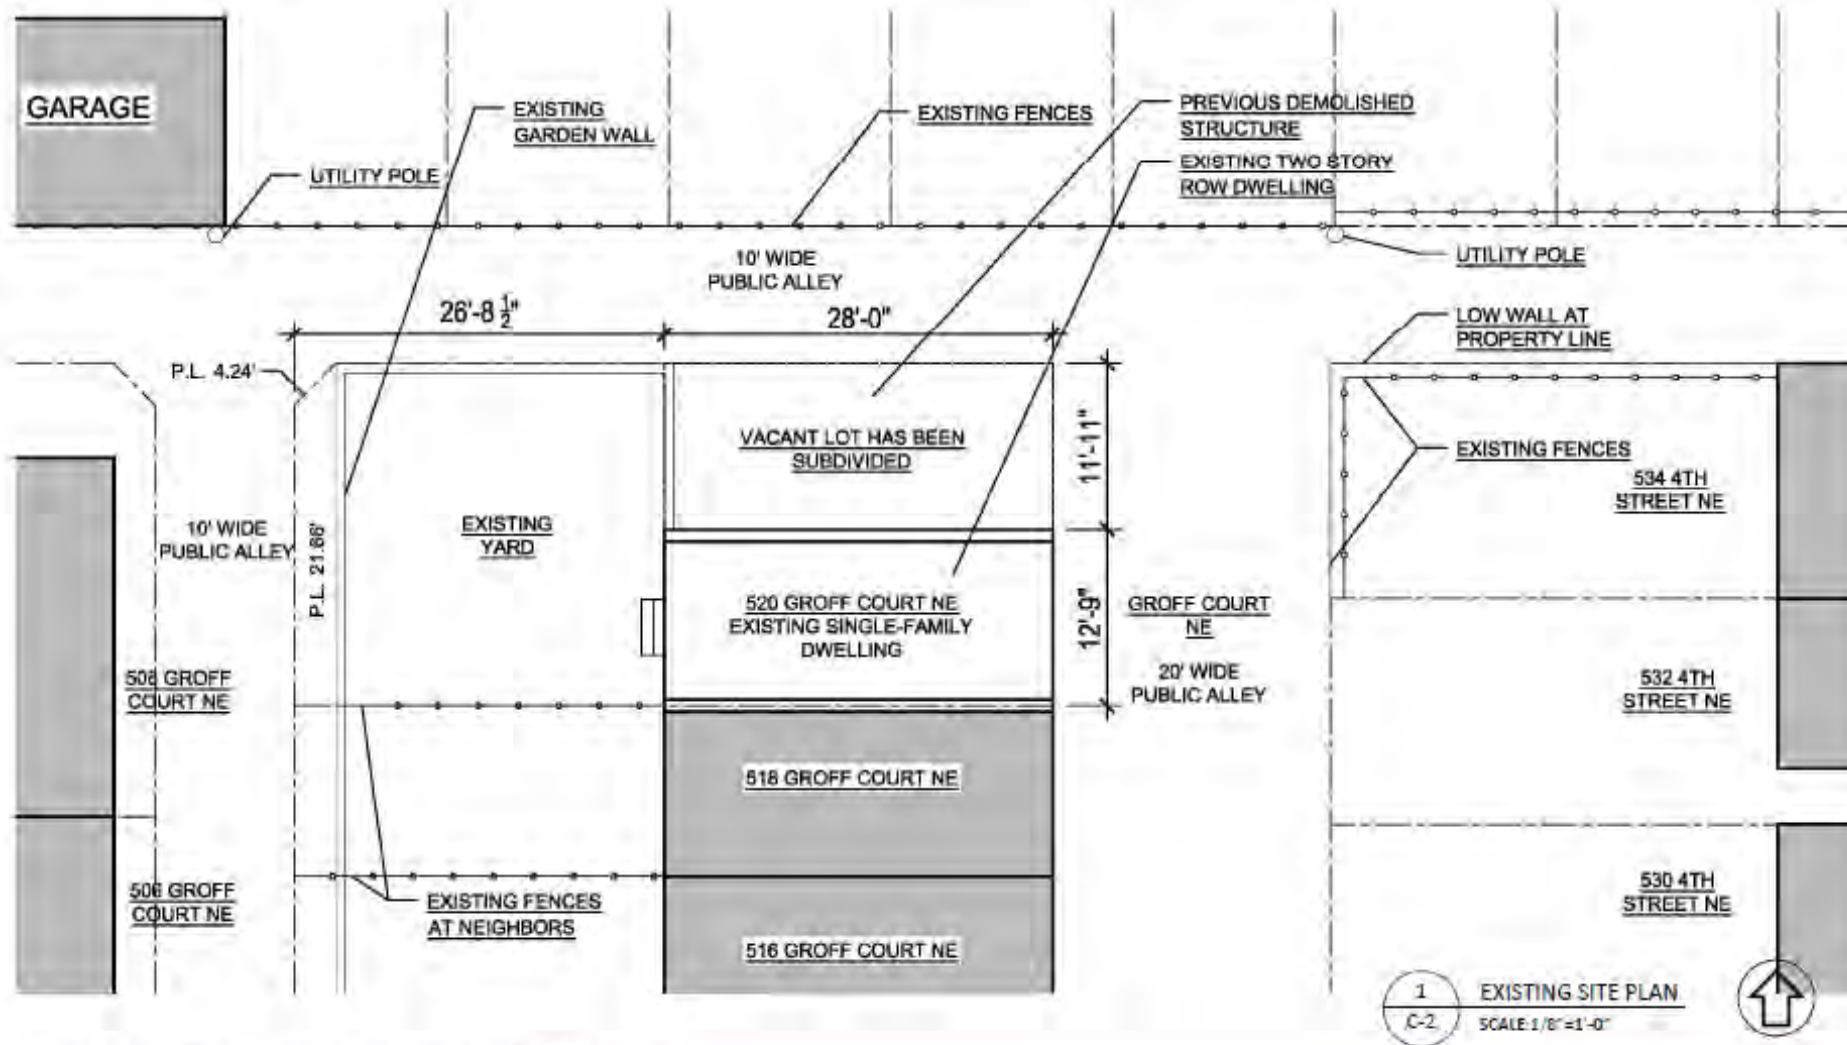 GARAGE
EXISTING
GARDEN WALL
UTILITY POLE
EXISTING FENCES
PREVIOUS DEMOLISHED
STRUCTURE
EXISTING TWO STORY
ROW DWELLING
10' WIDE
PUBLIC ALLEY
UTILITY POLE
26'-8 1/2"
28'-0"
LOW WALL AT
PROPERTY LINE
P.L. 4.24'
VACANT LOT HAS BEEN
SUBDIVIDED
11'-11"
EXISTING FENCES
534 4TH
STREET NE
10' WIDE
PUBLIC ALLEY
P.L. 21.66'
EXISTING
YARD
520 GROFF COURT NE
EXISTING SINGLE-FAMILY
DWELLING
12'-9"
GROFF COURT
NE
20' WIDE
PUBLIC ALLEY
508 GROFF
COURT NE
532 4TH
STREET NE
518 GROFF COURT NE
506 GROFF
COURT NE
EXISTING FENCES
AT NEIGHBORS
516 GROFF COURT NE
530 4TH
STREET NE
1
C-2
EXISTING SITE PLAN
SCALE:1/8"=1'-0"